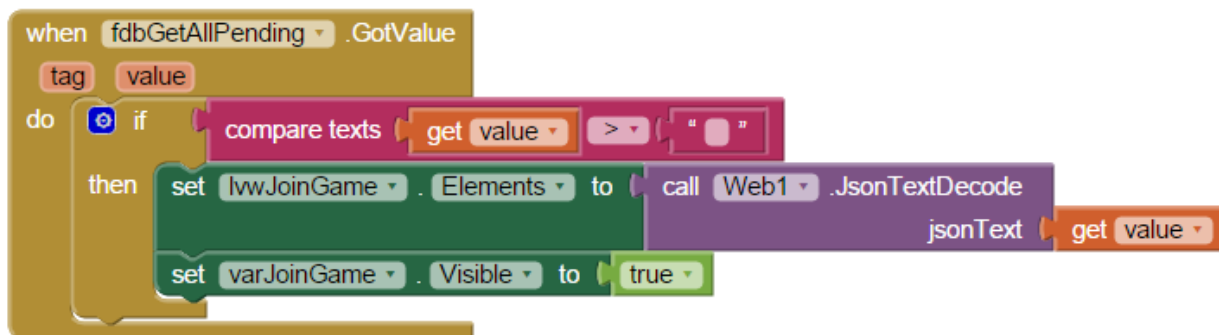 when fdbGetAllPending .GotValue
tag value
do if compare texts get value > " "
then set lvwJoinGame . Elements to call Web1 .JsonTextDecode
jsonText get value
set varJoinGame . Visible to true